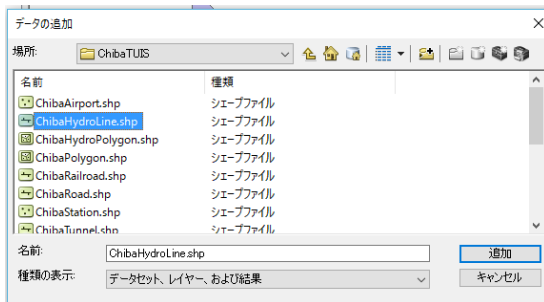 データの追加
場所: ChibaTUIS
名前 種類
ChibaAirport.shp シェープファイル
ChibaHydroLine.shp シェープファイル
ChibaHydroPolygon.shp シェープファイル
ChibaPolygon.shp シェープファイル
ChibaRailroad.shp シェープファイル
ChibaRoad.shp シェープファイル
ChibaStation.shp シェープファイル
ChibaTunnel.shp シェープファイル
名前: ChibaHydroLine.shp 追加
種類の表示: データセット、レイヤー、および結果 キャンセル